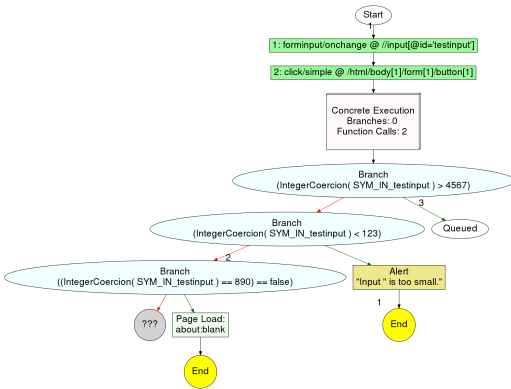 Start
1
1: forminput/onchange @ //input[@id='testinput']
2: click/simple @ /html/body[1]/form[1]/button[1]
Concrete Execution
Branches: 0
Function Calls: 2
Branch
(IntegerCoercion( SYM_IN_testinput ) > 4567)
3
Branch
(IntegerCoercion( SYM_IN_testinput ) < 123)
Queued
2
Branch
((IntegerCoercion( SYM_IN_testinput ) == 890) == false)
Alert
"Input " is too small."
1
???
Page Load:
about:blank
End
End